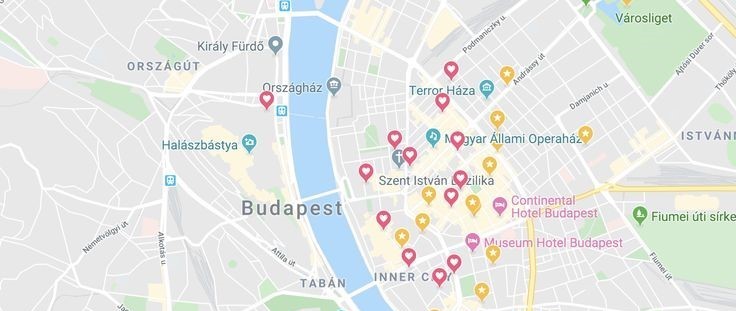 Városliget
Podmaniczky u.
Király Fürdő
Andrássy út
Ajtósi Dürer sor
Thököly
ORSZÁGÚT
Országház
Terror Háza
Damjanich u.
Halászbástya
Magyar Állami Operaház
ISTVÁNM
Szent István Bazilika
Budapest
Continental
Hotel Budapest
Fiumei úti sírke
Németvölgyi út
Alkotás u.
Attila út
Museum Hotel Budapest
Fiumei út
TABÁN
INNER CITY